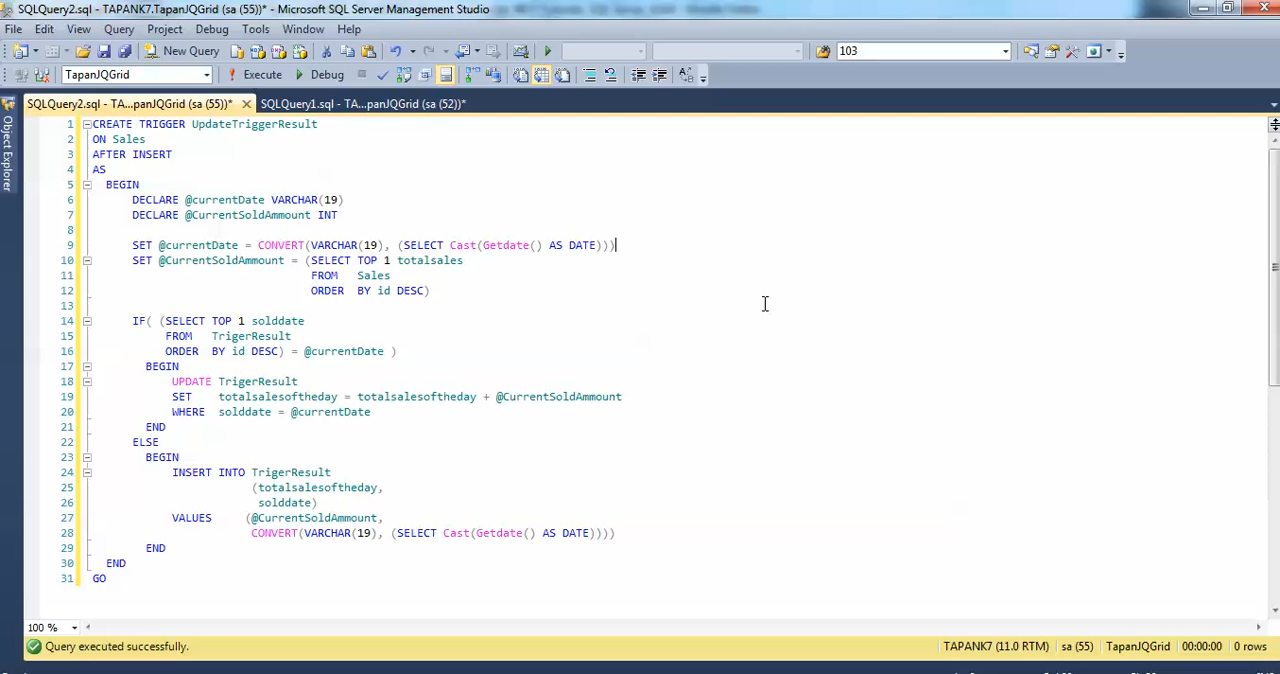 SQLQuery2.sql - TAPANK7.TapanJQGrid (sa (55))* - Microsoft SQL Server Management Studio
File Edit View Query Project Debug Tools Window Help
New Query 103
TapanJQGrid Execute Debug
SQLQuery2.sql - TA...panJQGrid (sa (55))* SQLQuery1.sql - TA...panJQGrid (sa (52))*
Object Explorer
1 CREATE TRIGGER UpdateTriggerResult
2 ON Sales
3 AFTER INSERT
4 AS
5 BEGIN
6 DECLARE @currentDate VARCHAR(19)
7 DECLARE @CurrentSoldAmmount INT
8
9 SET @currentDate = CONVERT(VARCHAR(19), (SELECT Cast(Getdate() AS DATE)))
10 SET @CurrentSoldAmmount = (SELECT TOP 1 totalsales
11 FROM Sales
12 ORDER BY id DESC)
13
14 IF( (SELECT TOP 1 solddate
15 FROM TrigerResult
16 ORDER BY id DESC) = @currentDate )
17 BEGIN
18 UPDATE TrigerResult
19 SET totalsalesoftheday = totalsalesoftheday + @CurrentSoldAmmount
20 WHERE solddate = @currentDate
21 END
22 ELSE
23 BEGIN
24 INSERT INTO TrigerResult
25 (totalsalesoftheday,
26 solddate)
27 VALUES (@CurrentSoldAmmount,
28 CONVERT(VARCHAR(19), (SELECT Cast(Getdate() AS DATE))))
29 END
30 END
31 GO
100 %
Query executed successfully. TAPANK7 (11.0 RTM) sa (55) TapanJQGrid 00:00:00 0 rows